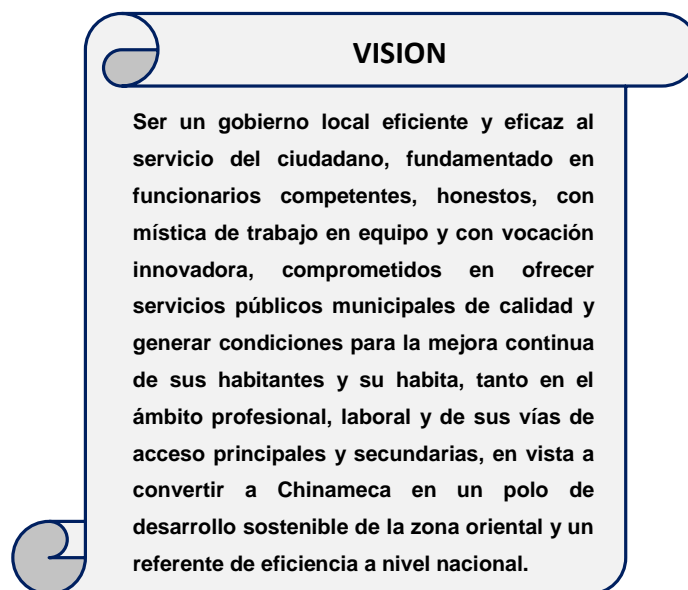 VISION
Ser un gobierno local eficiente y eficaz al
servicio del ciudadano, fundamentado en
funcionarios competentes, honestos, con
mística de trabajo en equipo y con vocación
innovadora, comprometidos en ofrecer
servicios públicos municipales de calidad y
generar condiciones para la mejora continua
de sus habitantes y su habita, tanto en el
ámbito profesional, laboral y de sus vías de
acceso principales y secundarias, en vista a
convertir a Chinameca en un polo de
desarrollo sostenible de la zona oriental y un
referente de eficiencia a nivel nacional.